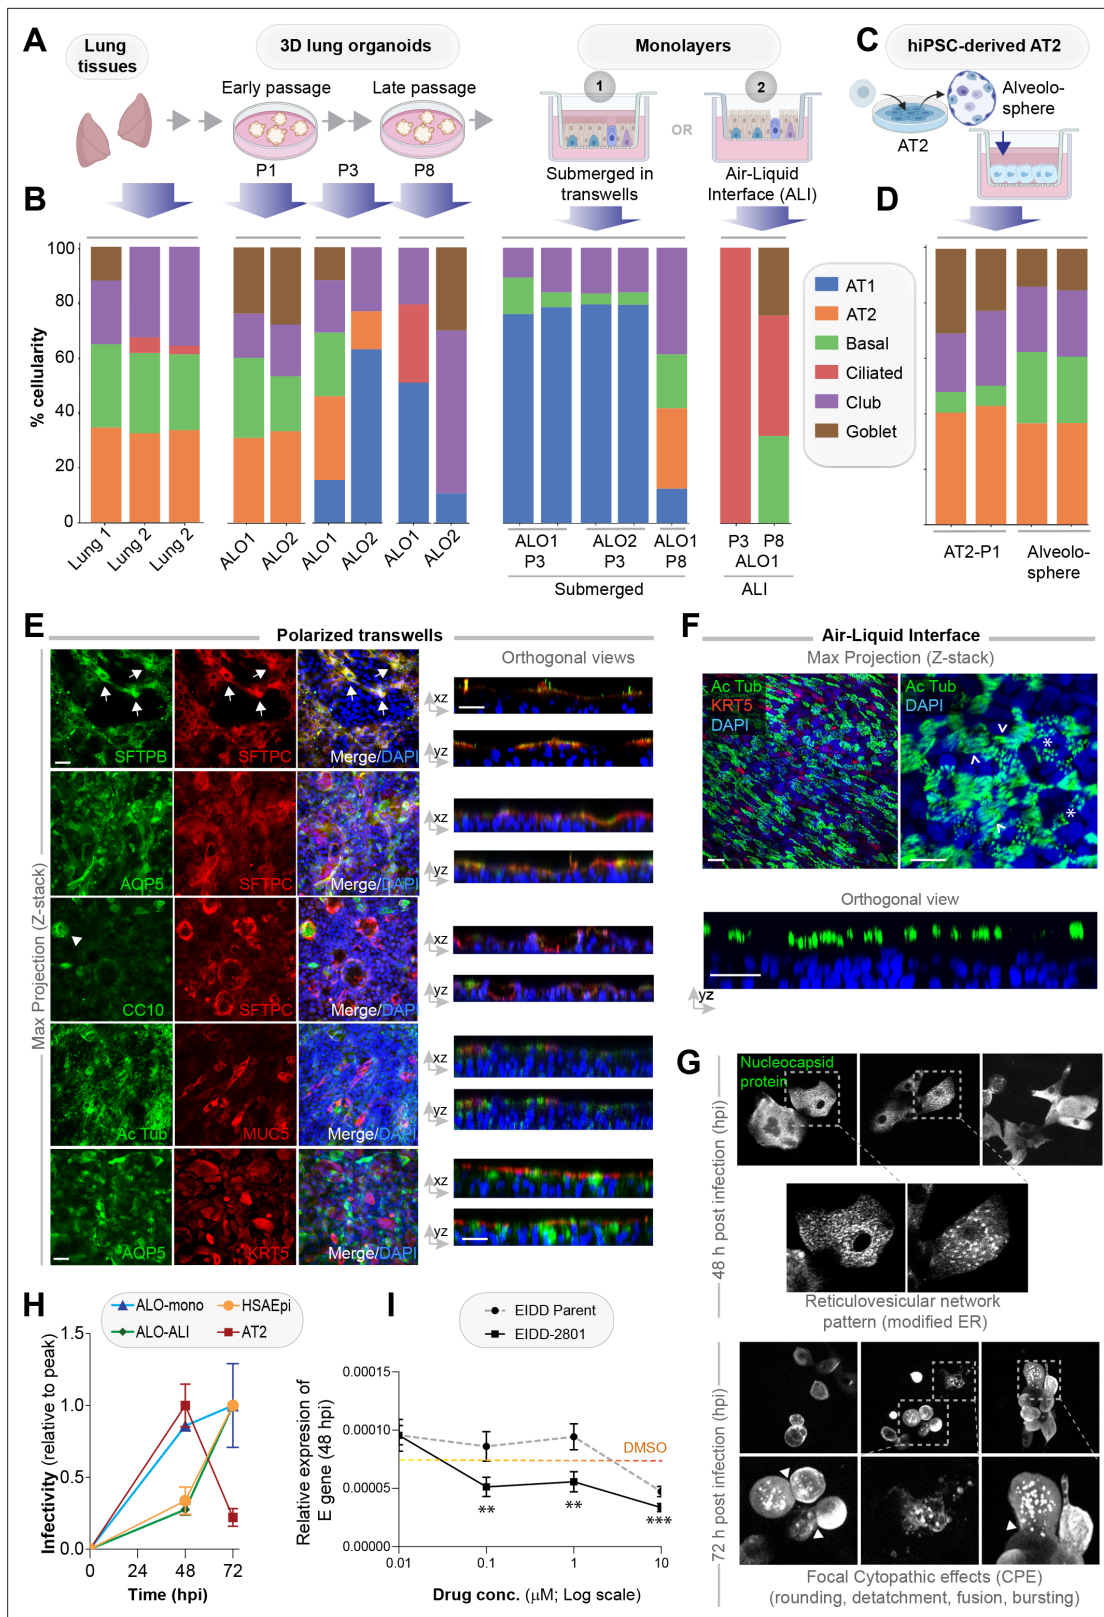 A
Lung
tissues
3D lung organoids
Early passage
Late passage
P1
P3
P8
Monolayers
1
2
OR
Submerged in
transwells
Air-Liquid
Interface (ALI)
C
hiPSC-derived AT2
Alveolo-
sphere
AT2
B
% cellularity
100
80
60
40
20
0
Lung 1
Lung 2
Lung 2
ALO1
ALO2
ALO1
ALO2
ALO1
ALO2
ALO1
P3
ALO2
P3
ALO1
P8
Submerged
P3
P8
ALO1
ALI
AT1
AT2
Basal
Ciliated
Club
Goblet
D
AT2-P1
Alveolo-
sphere
E
Polarized transwells
Orthogonal views
Max Projection (Z-stack)
SFTPB
SFTPC
Merge/DAPI
xz
yz
AQP5
SFTPC
Merge/DAPI
xz
yz
CC10
SFTPC
Merge/DAPI
xz
yz
Ac Tub
MUC5
Merge/DAPI
xz
yz
AQP5
KRT5
Merge/DAPI
xz
yz
F
Air-Liquid Interface
Max Projection (Z-stack)
Ac Tub
KRT5
DAPI
Ac Tub
DAPI
*
*
Orthogonal view
yz
G
48 h post infection (hpi)
Nucleocapsid
protein
Reticulovesicular network
pattern (modified ER)
72 h post infection (hpi)
Focal Cytopathic effects (CPE)
(rounding, detatchment, fusion, bursting)
H
ALO-mono
HSAEpi
ALO-ALI
AT2
Infectivity (relative to peak)
1.5
1.0
0.5
0.0
0
24
48
72
Time (hpi)
I
EIDD Parent
EIDD-2801
Relative expresion of
E gene (48 hpi)
0.00015
0.00010
0.00005
0.00000
DMSO
**
**
***
0.01
0.1
1
10
Drug conc. (μM; Log scale)